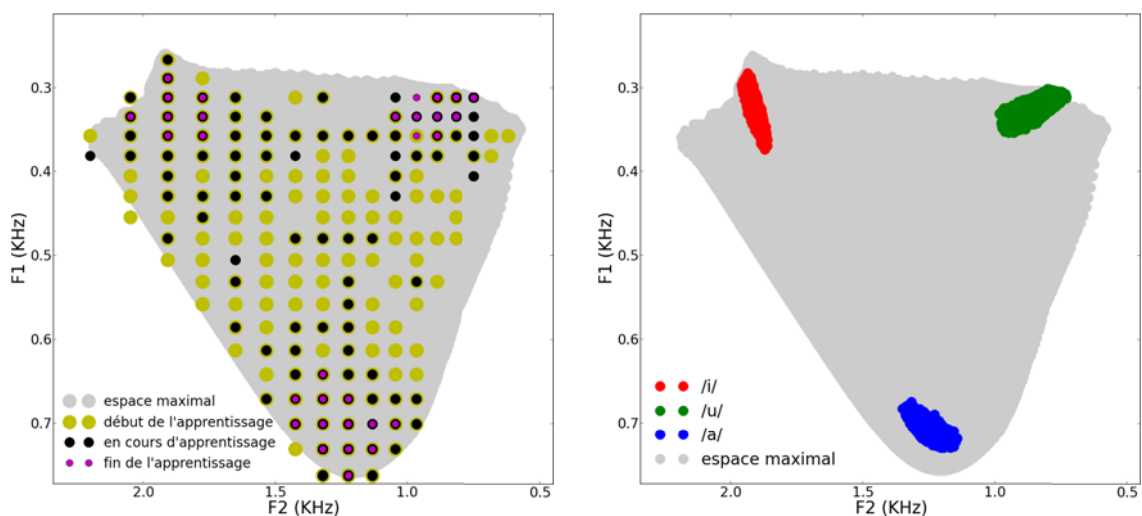 0.3
0.4
0.5
0.6
0.7
F1 (KHz)
espace maximal
début de l'apprentissage
en cours d'apprentissage
fin de l'apprentissage
2.0 1.5 1.0 0.5
F2 (KHz)
0.3
0.4
0.5
0.6
0.7
F1 (KHz)
/i/
/u/
/a/
espace maximal
2.0 1.5 1.0 0.5
F2 (KHz)